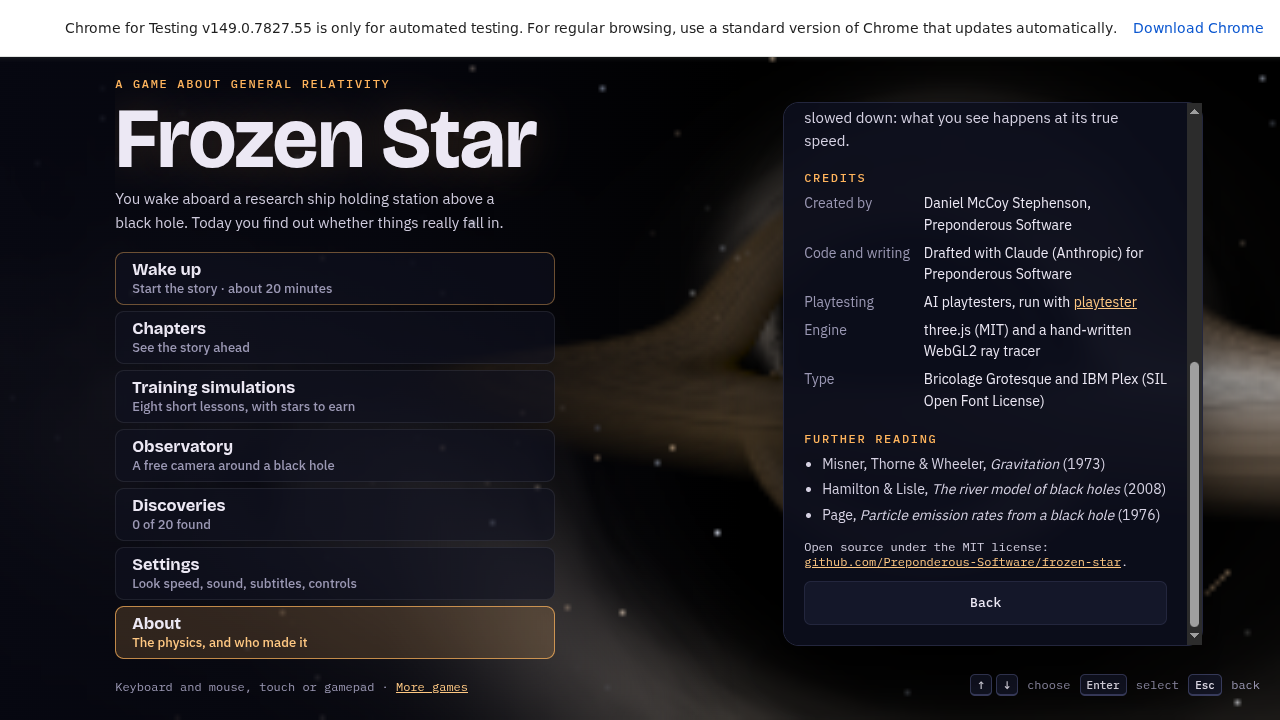 Chrome for Testing v149.0.7827.55 is only for automated testing. For regular browsing, use a standard version of Chrome that updates automatically. Download Chrome
A GAME ABOUT GENERAL RELATIVITY
Frozen Star
You wake aboard a research ship holding station above a
black hole. Today you find out whether things really fall in.
Wake up
Start the story · about 20 minutes
Chapters
See the story ahead
Training simulations
Eight short lessons, with stars to earn
Observatory
A free camera around a black hole
Discoveries
0 of 20 found
Settings
Look speed, sound, subtitles, controls
About
The physics, and who made it
Keyboard and mouse, touch or gamepad · More games
slowed down: what you see happens at its true
speed.
CREDITS
Created by Daniel McCoy Stephenson,
Preponderous Software
Code and writing Drafted with Claude (Anthropic) for
Preponderous Software
Playtesting AI playtesters, run with playtester
Engine three.js (MIT) and a hand-written
WebGL2 ray tracer
Type Bricolage Grotesque and IBM Plex (SIL
Open Font License)
FURTHER READING
• Misner, Thorne & Wheeler, Gravitation (1973)
• Hamilton & Lisle, The river model of black holes (2008)
• Page, Particle emission rates from a black hole (1976)
Open source under the MIT license:
github.com/Preponderous-Software/frozen-star.
Back
↑ ↓ choose Enter select Esc back